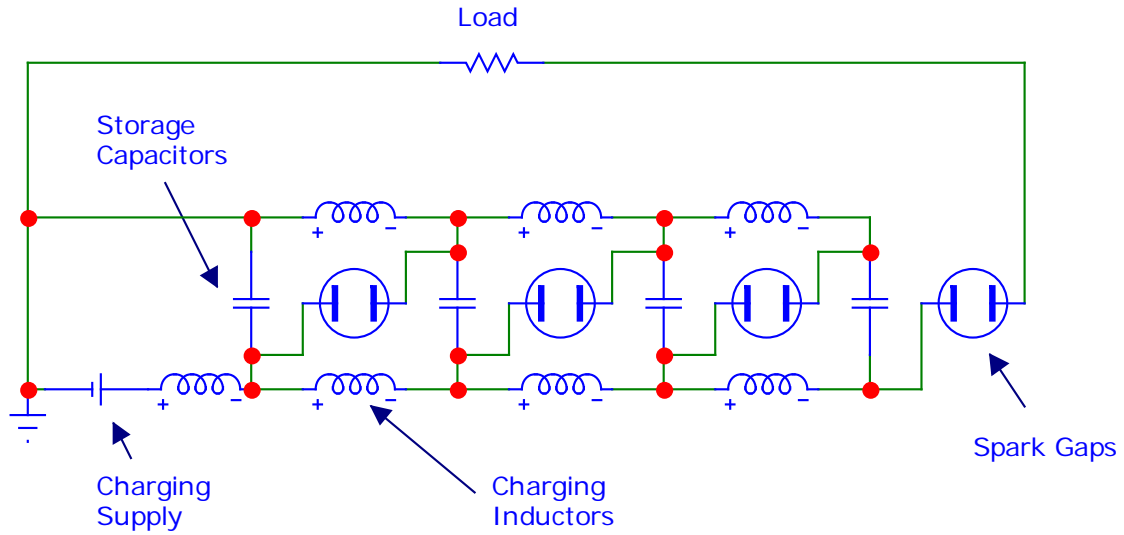 Load
Storage
Capacitors
+ − + − + −
+ − + − + − + −
Spark Gaps
Charging
Supply
Charging
Inductors